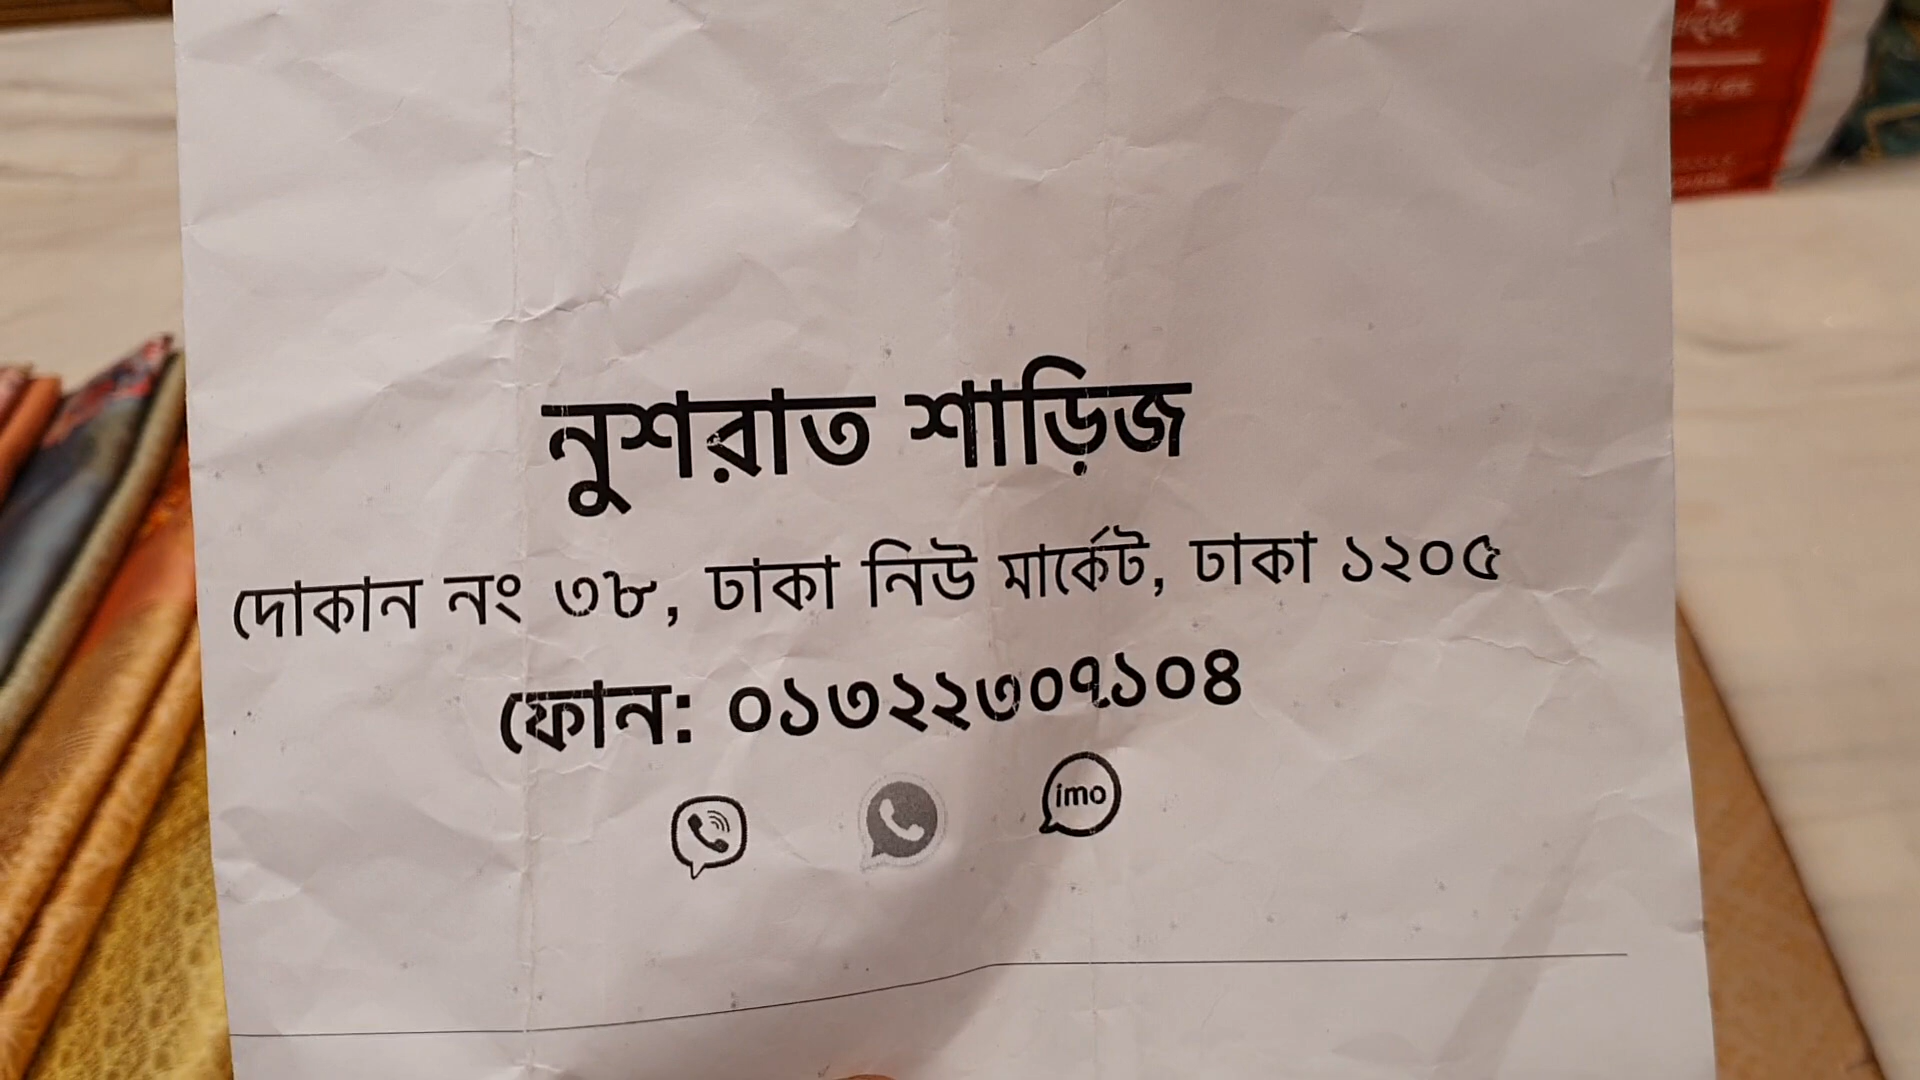 নুশরাত শাড়িজ
দোকান নং ৩৮, ঢাকা নিউ মার্কেট, ঢাকা ১২০৫
ফোন: ০১৩২২৩০৭১০৪
imo